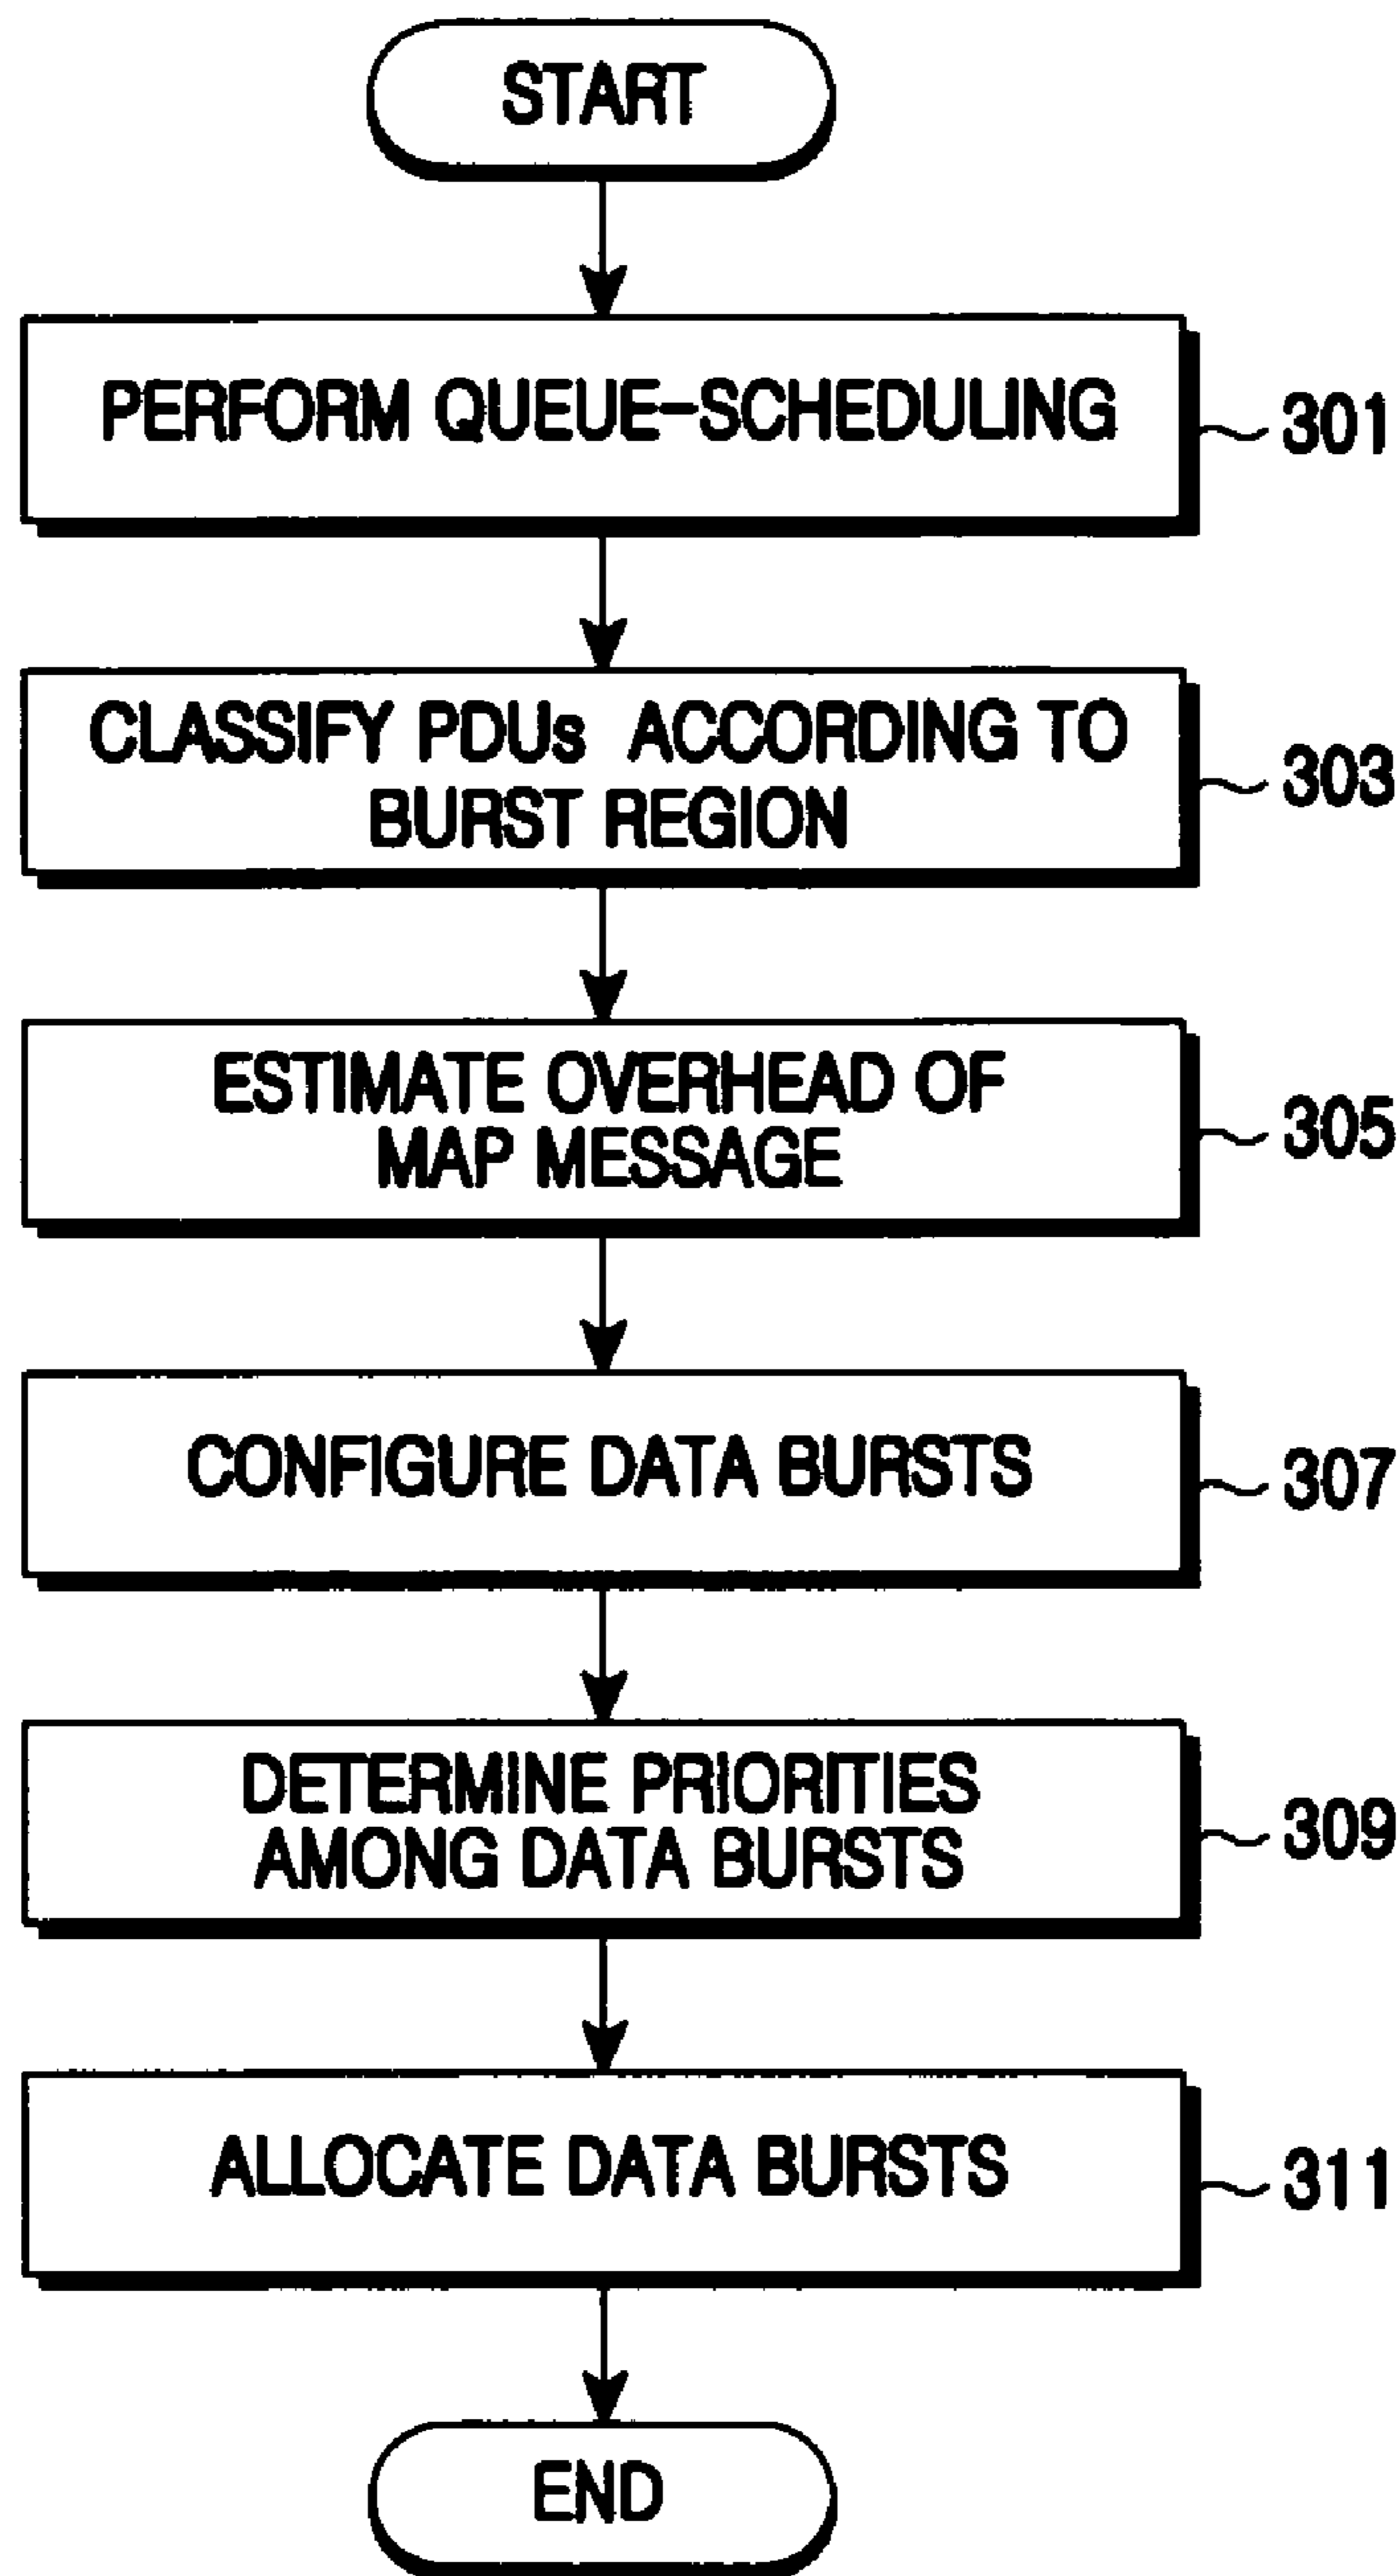 START
PERFORM QUEUE-SCHEDULING
301
CLASSIFY PDUs ACCORDING TO
BURST REGION
303
ESTIMATE OVERHEAD OF
MAP MESSAGE
305
CONFIGURE DATA BURSTS
307
DETERMINE PRIORITIES
AMONG DATA BURSTS
309
ALLOCATE DATA BURSTS
311
END